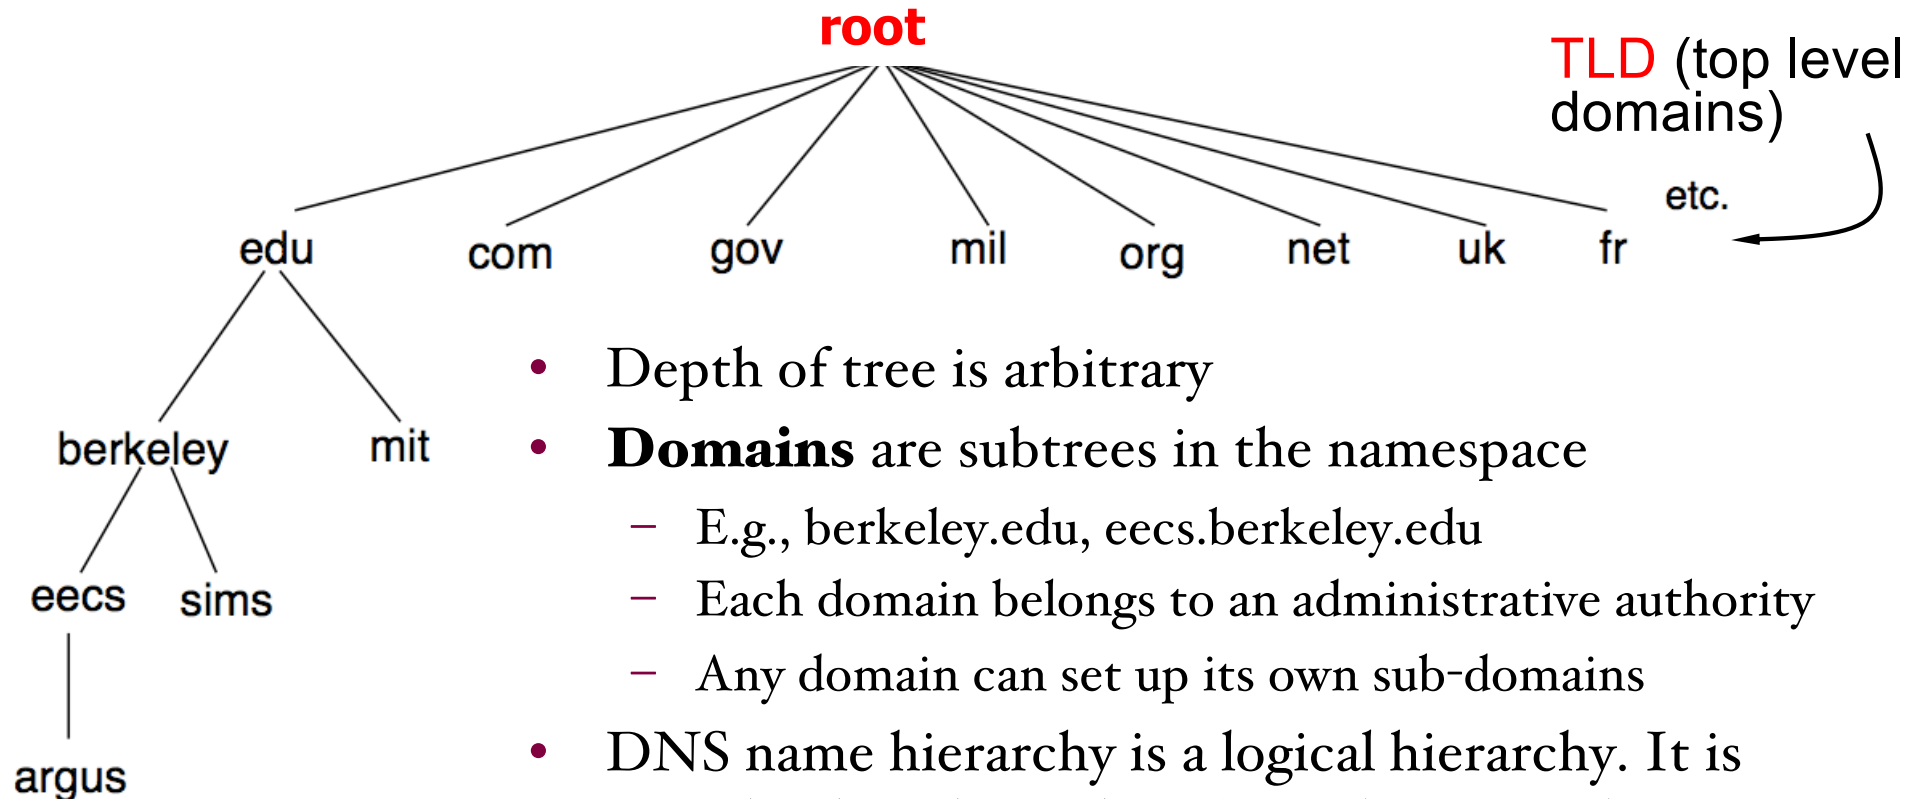 root
TLD (top level
domains)
etc.
edu
com
gov
mil
org
net
uk
fr
berkeley
mit
eecs
sims
argus
• Depth of tree is arbitrary
• Domains are subtrees in the namespace
– E.g., berkeley.edu, eecs.berkeley.edu
– Each domain belongs to an administrative authority
– Any domain can set up its own sub-domains
• DNS name hierarchy is a logical hierarchy. It is